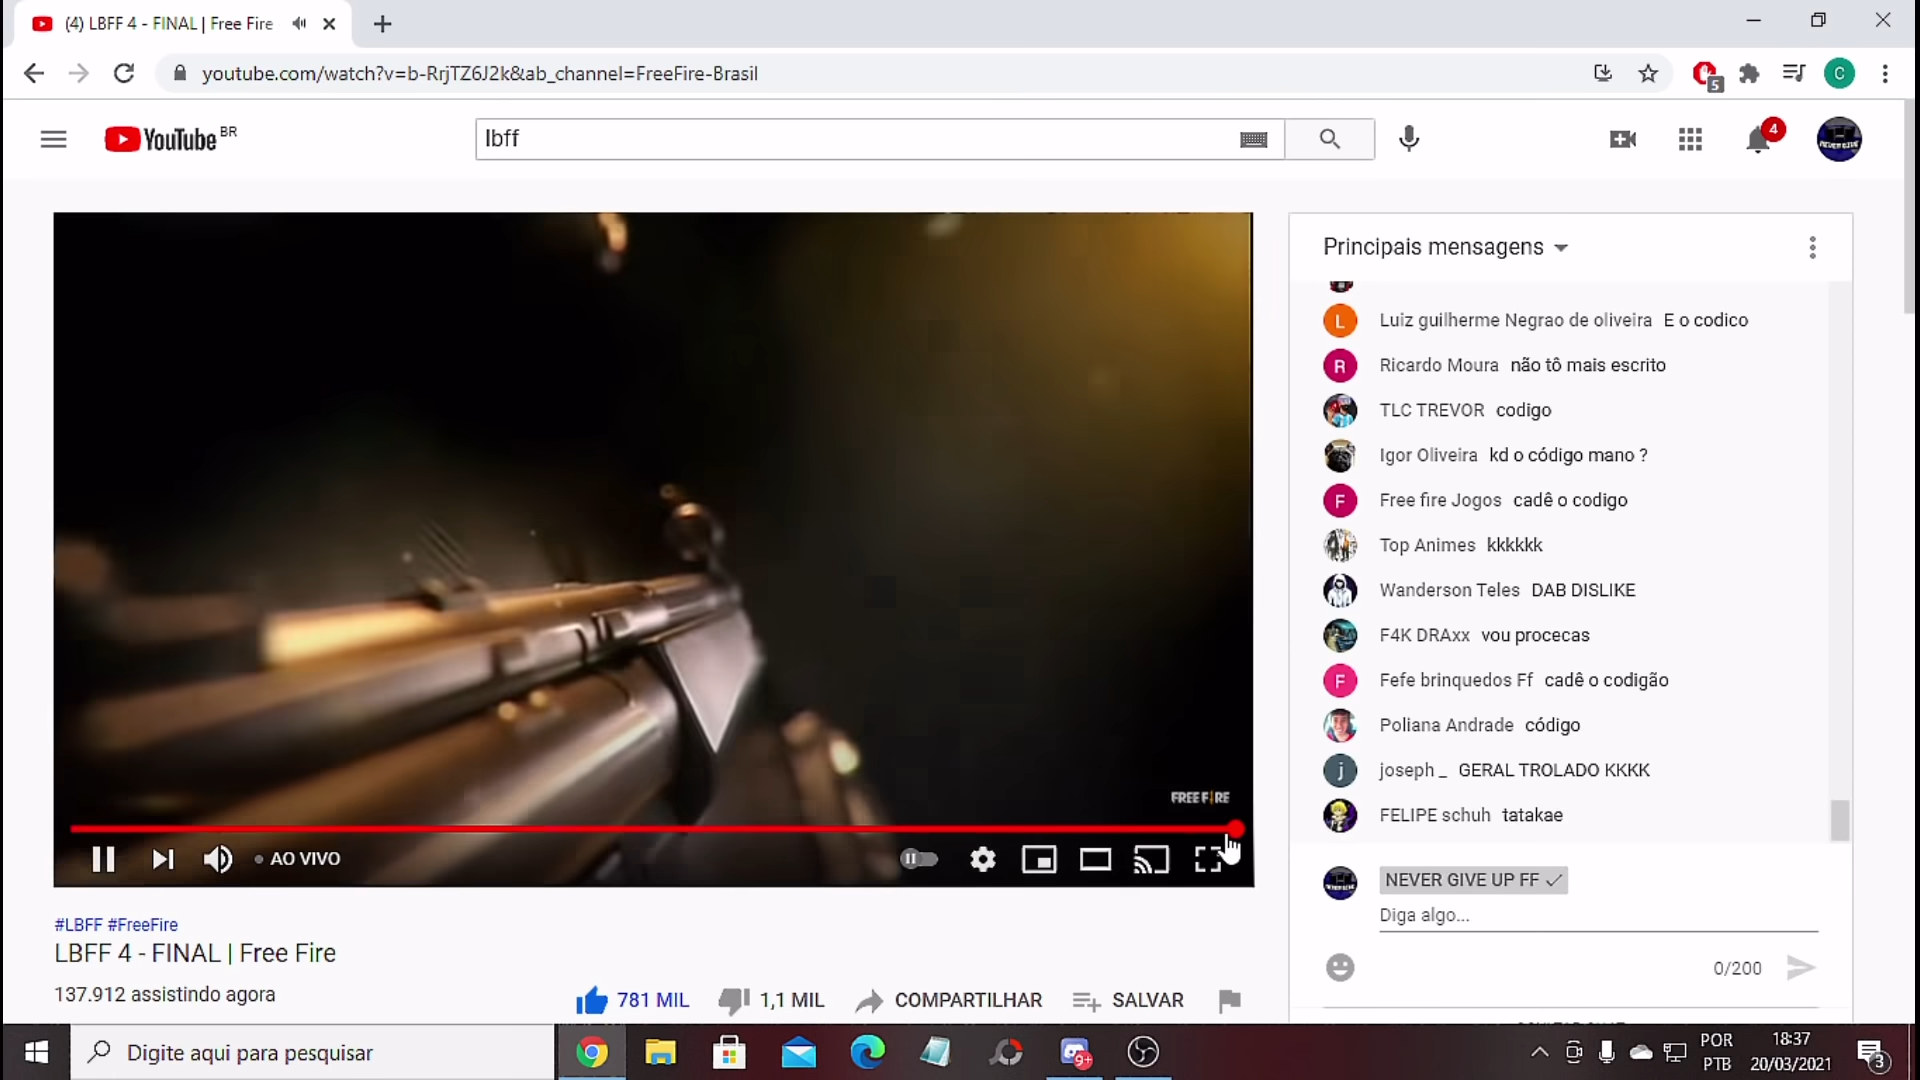 (4) LBFF 4 - FINAL | Free Fire
youtube.com/watch?v=b-RrjTZ6J2k&ab_channel=FreeFire-Brasil
5
C
YouTube BR
lbff
4
Principais mensagens
L Luiz guilherme Negrao de oliveira E o codico
R Ricardo Moura não tô mais escrito
TLC TREVOR codigo
Igor Oliveira kd o código mano ?
F Free fire Jogos cadê o codigo
Top Animes kkkkkk
Wanderson Teles DAB DISLIKE
F4K DRAxx vou procecas
F Fefe brinquedos Ff cadê o codigão
Poliana Andrade código
j joseph _ GERAL TROLADO KKKK
FELIPE schuh tatakae
NEVER GIVE UP FF
Diga algo...
0/200
FREE FIRE
AO VIVO
#LBFF #FreeFire
LBFF 4 - FINAL | Free Fire
137.912 assistindo agora
781 MIL
1,1 MIL
COMPARTILHAR
SALVAR
Digite aqui para pesquisar
9+
POR
PTB
18:37
20/03/2021
3